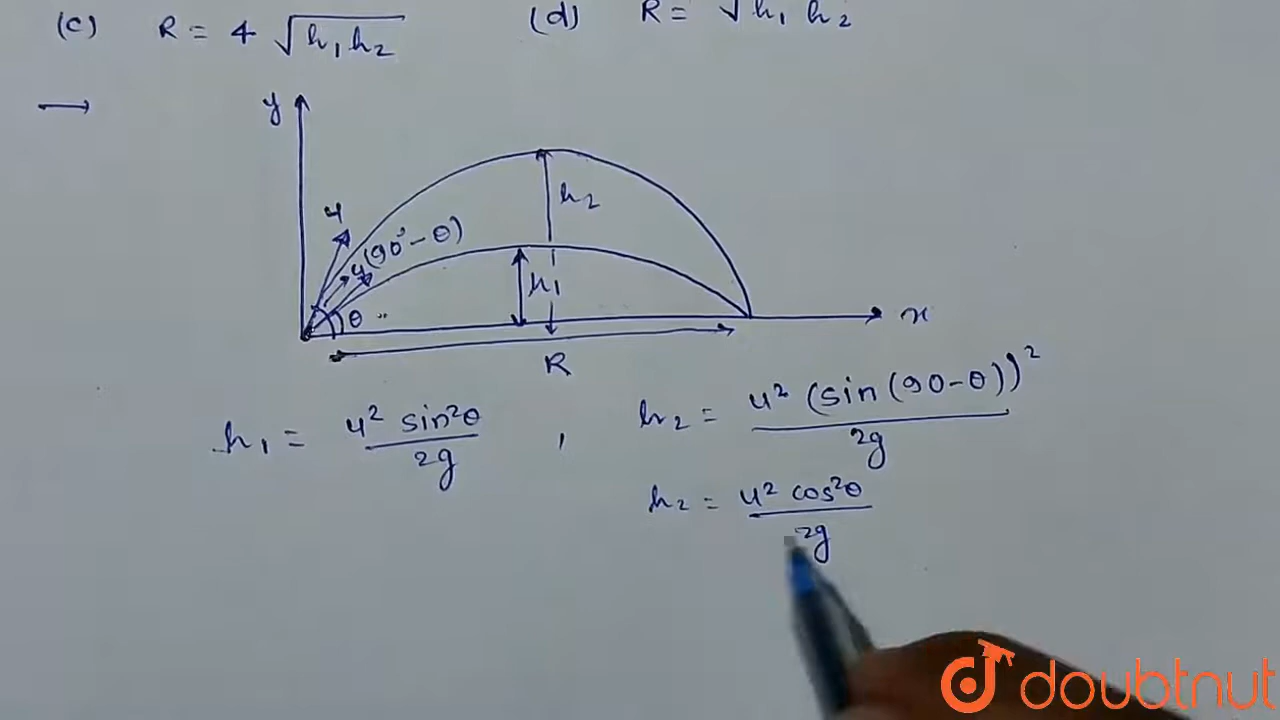 (c) R = 4 √h₁h₂ (d) R = √h₁ h₂
→
y
u
h₂
(90° - θ)
u
h₁
θ
x
R
h₁ = u² sin²θ / 2g , h₂ = u² (sin(90-θ))² / 2g
h₂ = u² cos²θ / 2g
doubtnut